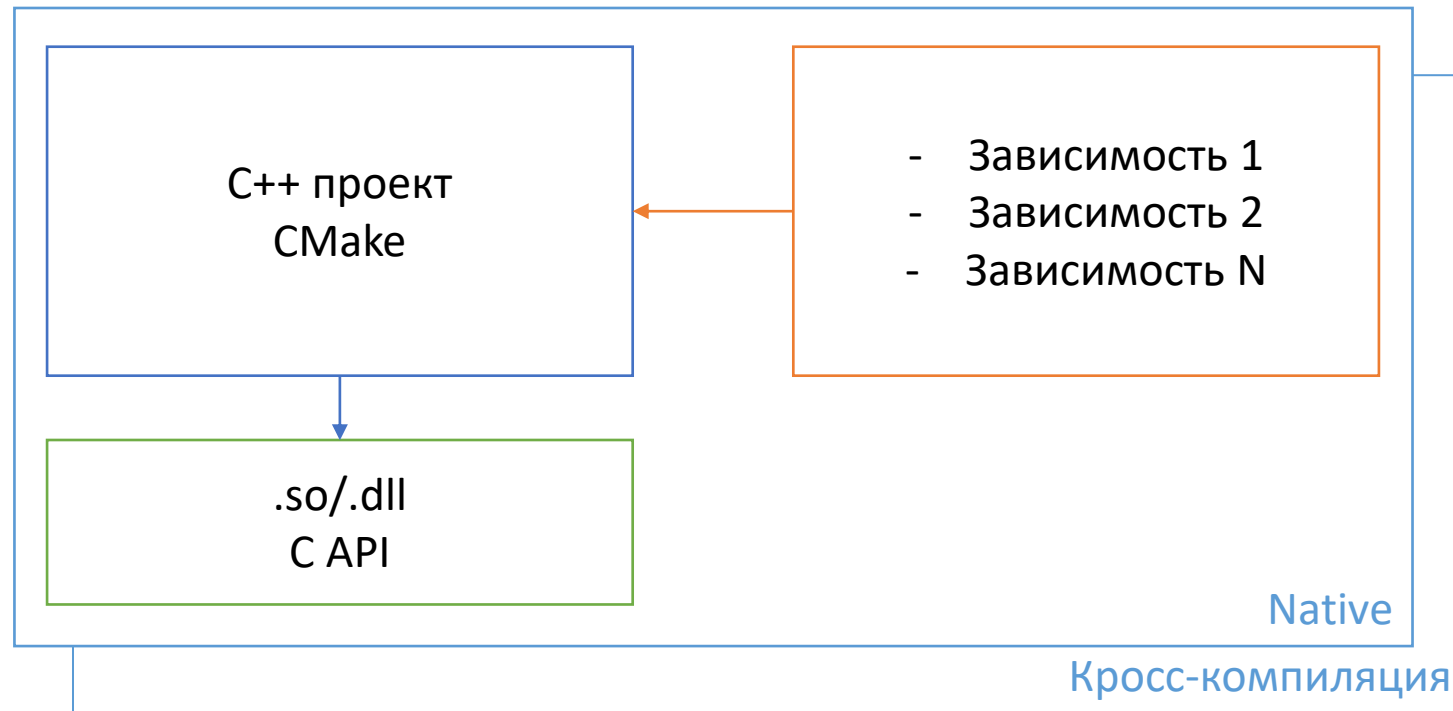 C++ проект
CMake
- Зависимость 1
- Зависимость 2
- Зависимость N
.so/.dll
C API
Native
Кросс-компиляция